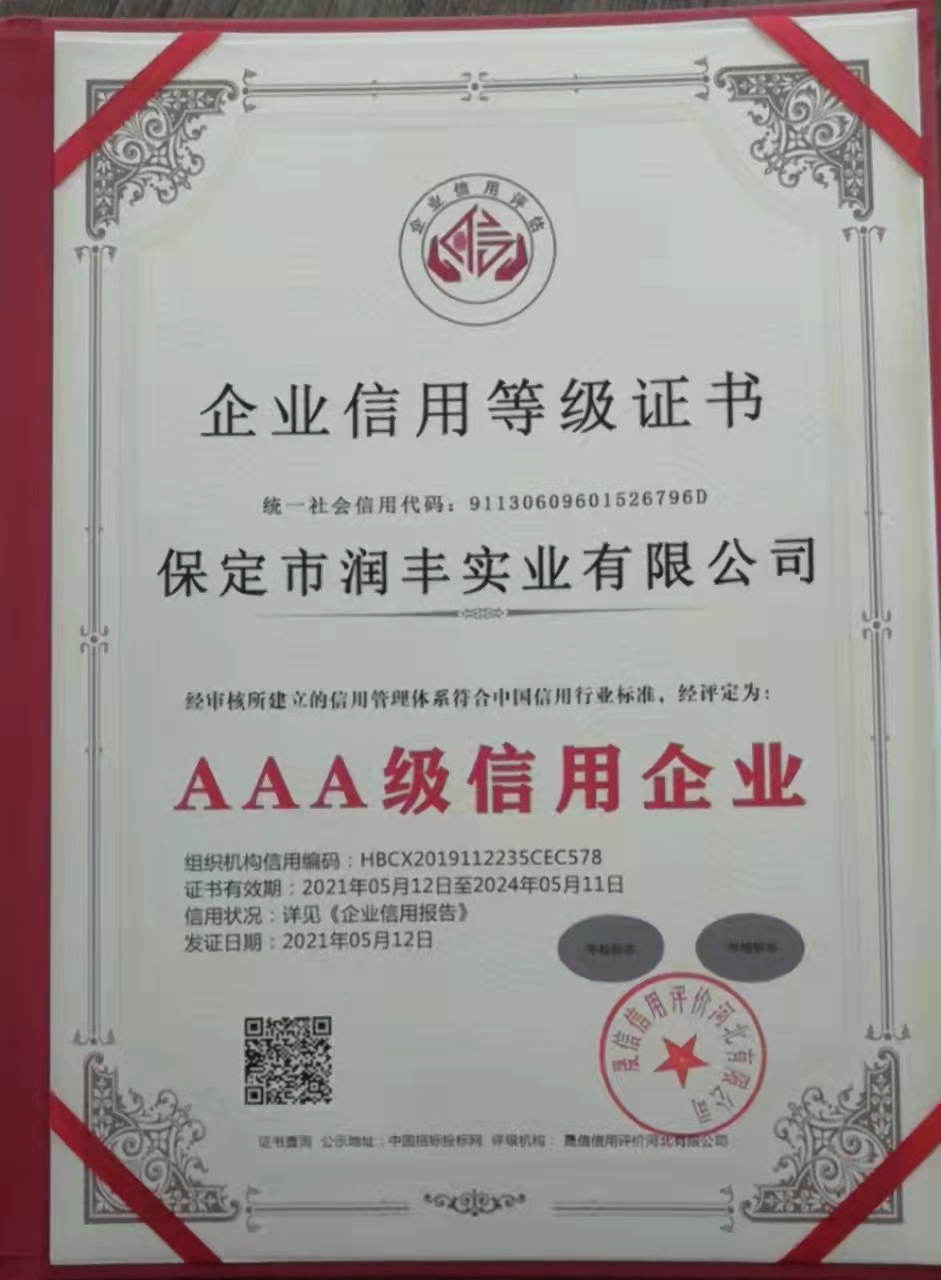 企业信用评估
企业信用等级证书
统一社会信用代码：91130609601526796D
保定市润丰实业有限公司
经审核所建立的信用管理体系符合中国信用行业标准，经评定为：
AAA级信用企业
组织机构信用编码：HBCX2019112235CEC578
证书有效期：2021年05月12日至2024年05月11日
信用状况：详见《企业信用报告》
发证日期：2021年05月12日
晟信信用评价河北有限公司
证书查询 公示地址：中国招标投标网 评级机构： 晟信信用评价河北有限公司